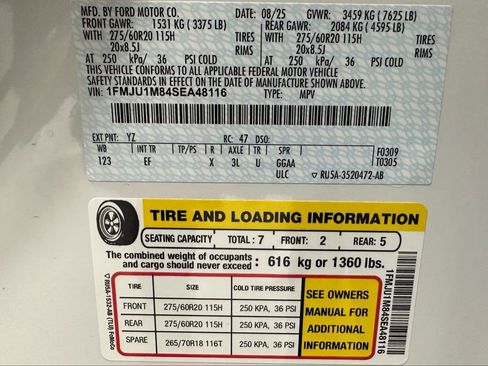 MFD. BY FORD MOTOR CO. 08/25 GVWR: 3459 KG (7625 LB)
FRONT GAWR: 1531 KG (3375 LB) REAR GAWR: 2084 KG (4595 LB)
275/60R20 115H TIRES 275/60R20 115H TIRES
20x8.5J RIMS 20x8.5J RIMS
AT 250 kPa/ 36 PSI COLD AT 250 kPa/ 36 PSI COLD
THIS VEHICLE CONFORMS TO ALL APPLICABLE FEDERAL MOTOR VEHICLE
SAFETY STANDARDS IN EFFECT ON THE DATE OF MANUFACTURE SHOWN ABOVE.
VIN: 1FMJU1M84SEA48116 TYPE: MPV
EXT PNT: YZ RC: 47 DSO:
WB INT TR TP/PS R AXLE TR SPR F0309
123 EF X 3L U GGAA T0305
ULC ▽ RU5A-3520472-AB
TIRE AND LOADING INFORMATION
SEATING CAPACITY TOTAL : 7 FRONT: 2 REAR: 5
The combined weight of occupants
and cargo should never exceed : 616 kg or 1360 lbs.
TIRE SIZE COLD TIRE PRESSURE
FRONT 275/60R20 115H 250 KPA, 36 PSI
REAR 275/60R20 115H 250 KPA, 36 PSI
SPARE 265/70R18 116T 250 KPA, 36 PSI
SEE OWNERS
MANUAL FOR
ADDITIONAL
INFORMATION
▽ RU5A-1532-AB (TLU) FoMoCo
1FMJU1M84SEA48116